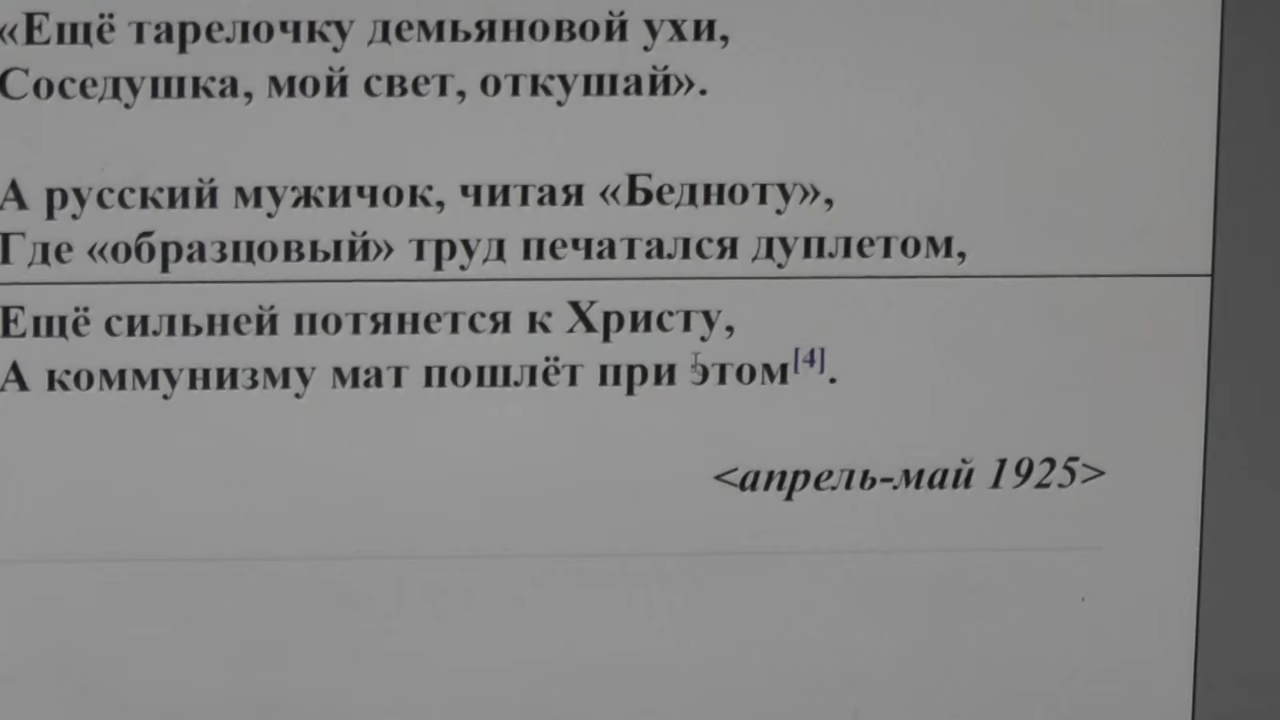 «Ещё тарелочку демьяновой ухи,
Соседушка, мой свет, откушай».
А русский мужичок, читая «Бедноту»,
Где «образцовый» труд печатался дуплетом,
Ещё сильней потянется к Христу,
А коммунизму мат пошлёт при этом[4].
<апрель-май 1925>